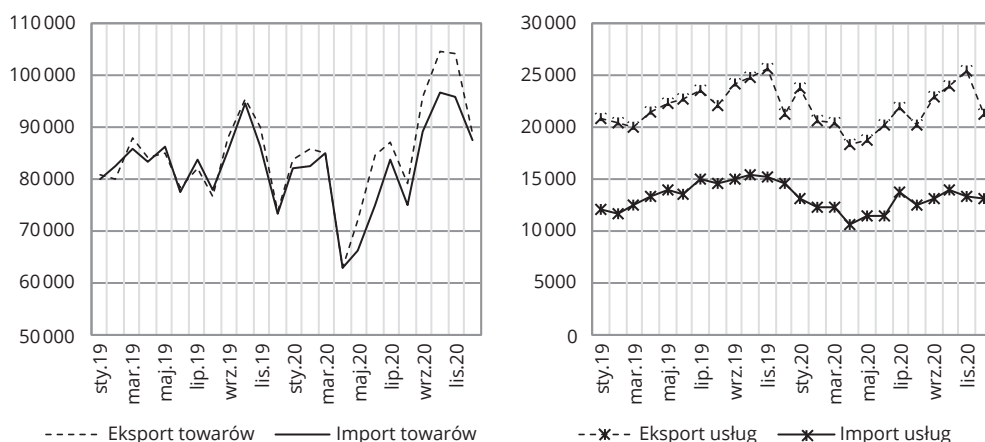 110 000
100 000
90 000
80 000
70 000
60 000
50 000
sty.19
mar.19
maj.19
lip.19
wrz.19
lis.19
sty.20
mar.20
maj.20
lip.20
wrz.20
lis.20
Eksport towarów
Import towarów
30 000
25 000
20 000
15 000
10 000
5000
0
sty.19
mar.19
maj.19
lip.19
wrz.19
lis.19
sty.20
mar.20
maj.20
lip.20
wrz.20
lis.20
Eksport usług
Import usług